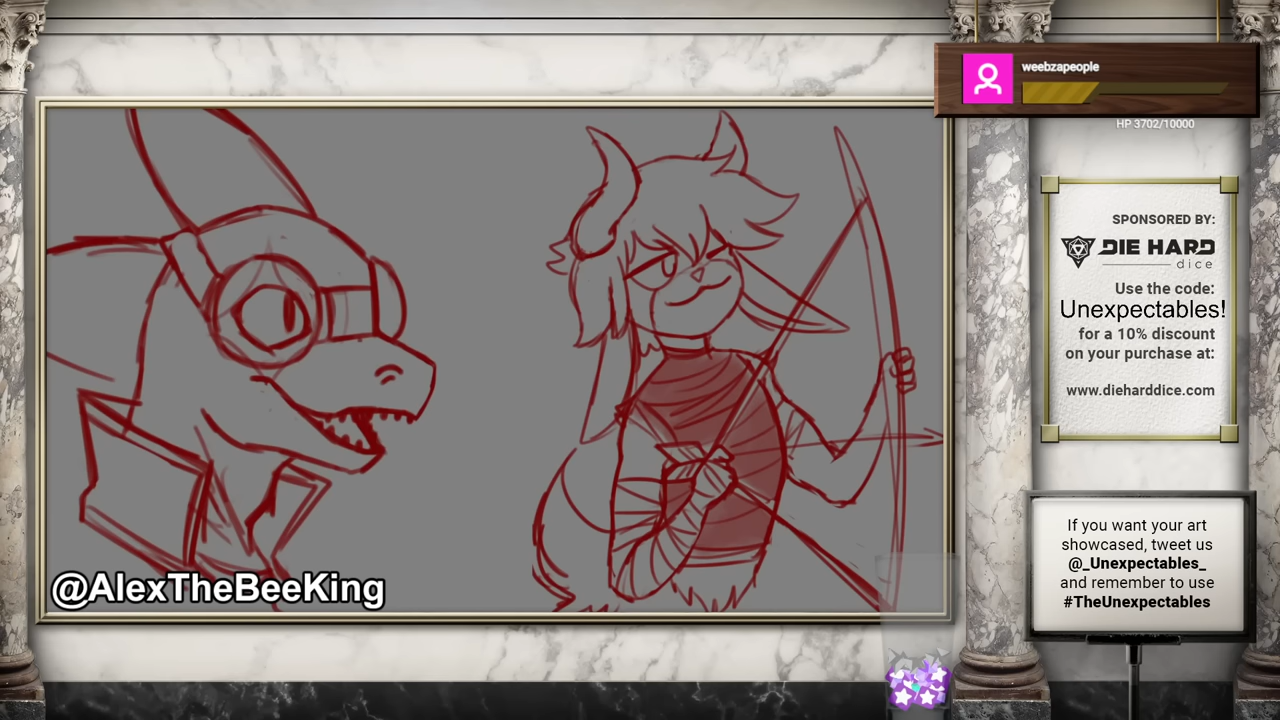 weebzapeople
HP 3702/10000
SPONSORED BY:
DIE HARD
dice
Use the code:
Unexpectables!
for a 10% discount
on your purchase at:
www.dieharddice.com
If you want your art
showcased, tweet us
@_Unexpectables_
and remember to use
#TheUnexpectables
@AlexTheBeeKing